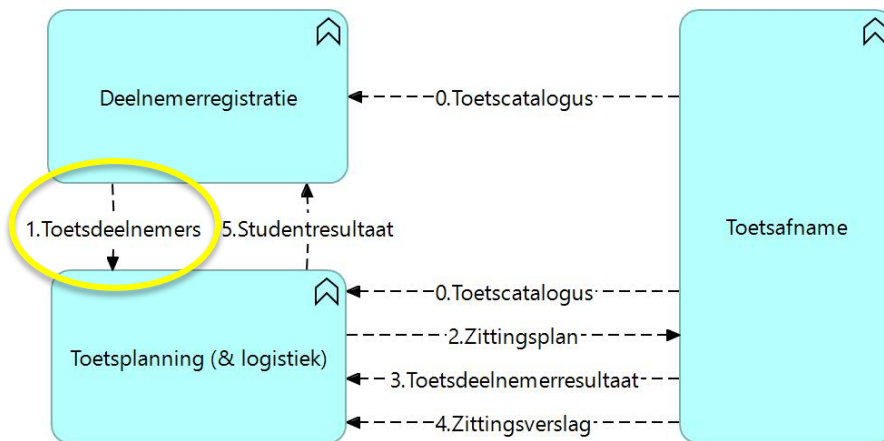 Deelnemerregistratie
0.Toetscatalogus
Toetsafname
1.Toetsdeelnemers
5.Studentresultaat
0.Toetscatalogus
2.Zittingsplan
Toetsplanning (& logistiek)
3.Toetsdeelnemerresultaat
4.Zittingsverslag